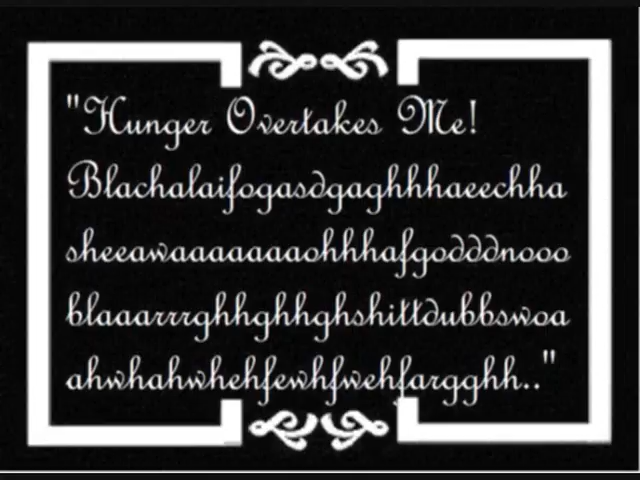 "Hunger Overtakes Me!
Blachalaifogasdgaghhhaeechha
sheeawaaaaaaaohhhafgodddnooo
blaaarrrghhghhghshittdubbswoa
ahwhahwhehfewhfwehfargghh.."